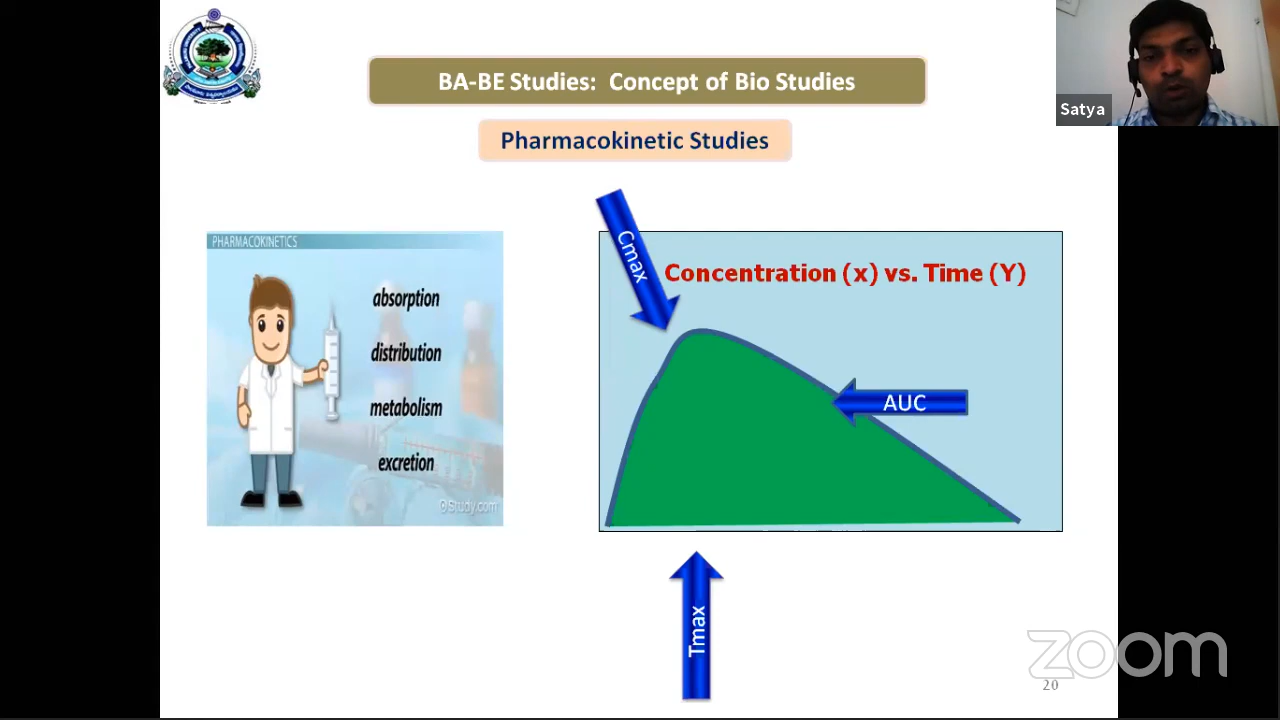 BA-BE Studies: Concept of Bio Studies
Satya
Pharmacokinetic Studies
PHARMACOKINETICS
absorption
distribution
metabolism
excretion
©Study.com
Cmax
Concentration (x) vs. Time (Y)
AUC
Tmax
zoom
20